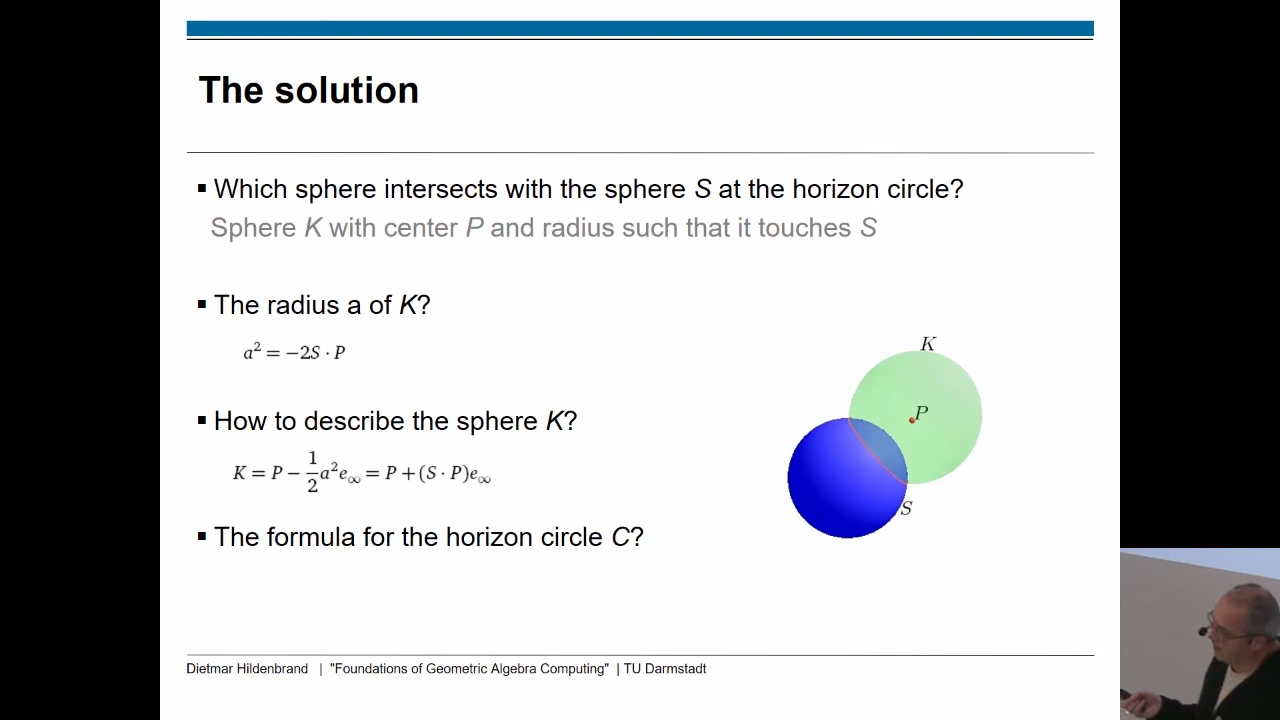 The solution
▪ Which sphere intersects with the sphere S at the horizon circle?
Sphere K with center P and radius such that it touches S
▪ The radius a of K?
a² = −2S · P
▪ How to describe the sphere K?
K = P − 1/2 a²e∞ = P + (S · P)e∞
▪ The formula for the horizon circle C?
K
P
S
Dietmar Hildenbrand | "Foundations of Geometric Algebra Computing" | TU Darmstadt